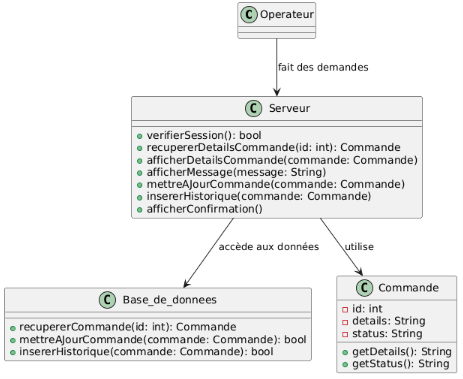 C Operateur
fait des demandes
C Serveur
verifierSession(): bool
recupererDetailsCommande(id: int): Commande
afficherDetailsCommande(commande: Commande)
afficherMessage(message: String)
mettreAJourCommande(commande: Commande)
insererHistorique(commande: Commande)
afficherConfirmation()
accède aux données
utilise
C Base_de_donnees
recupererCommande(id: int): Commande
mettreAJourCommande(commande: Commande): bool
insererHistorique(commande: Commande): bool
C Commande
id: int
details: String
status: String
getDetails(): String
getStatus(): String